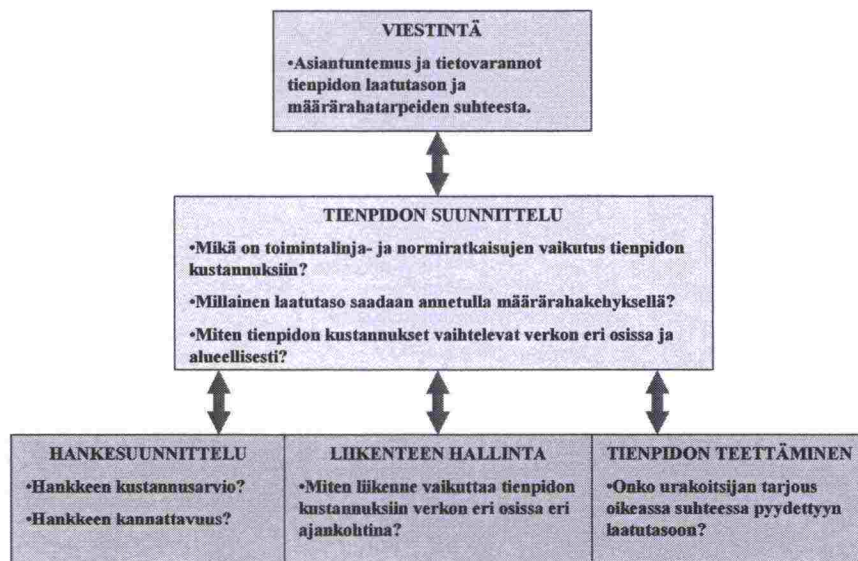 VIESTINTÄ
•Asiantuntemus ja tietovarannot
tienpidon laatutason ja
määrärahatarpeiden suhteesta.
TIENPIDON SUUNNITTELU
•Mikä on toimintalinja- ja normiratkaisujen vaikutus tienpidon
kustannuksiin?
•Millainen laatutaso saadaan annetulla määrärahakehyksellä?
•Miten tienpidon kustannukset vaihtelevat verkon eri osissa ja
alueellisesti?
HANKESUUNNITTELU
•Hankkeen kustannusarvio?
•Hankkeen kannattavuus?
LIIKENTEEN HALLINTA
•Miten liikenne vaikuttaa tienpidon
kustannuksiin verkon eri osissa eri
ajankohtina?
TIENPIDON TEETTÄMINEN
•Onko urakoitsijan tarjous
oikeassa suhteessa pyydettyyn
laatutasoon?